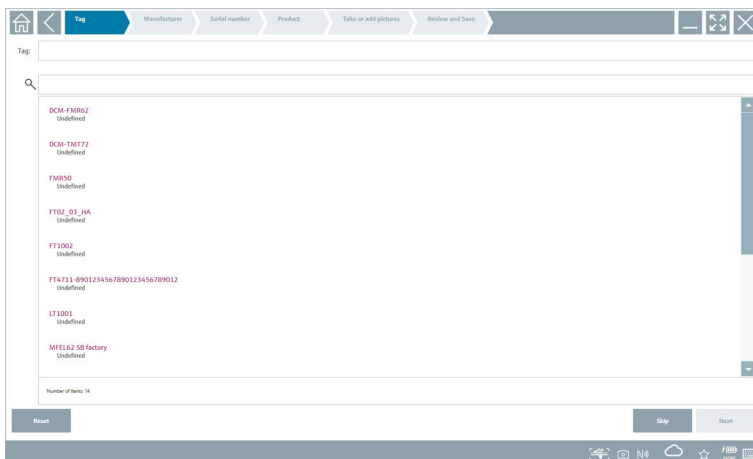 Tag
Manufacturer
Serial number
Product
Take or add pictures
Review and Save
Tag:
DCM-FMR62
Undefined
DCM-TMT72
Undefined
FMR50
Undefined
FT02_03_HA
Undefined
FT1002
Undefined
FT4711-8901234567890123456789012
Undefined
LT1001
Undefined
MFEL62 SB factory
Undefined
Number of Items: 14
Reset
Skip
Next